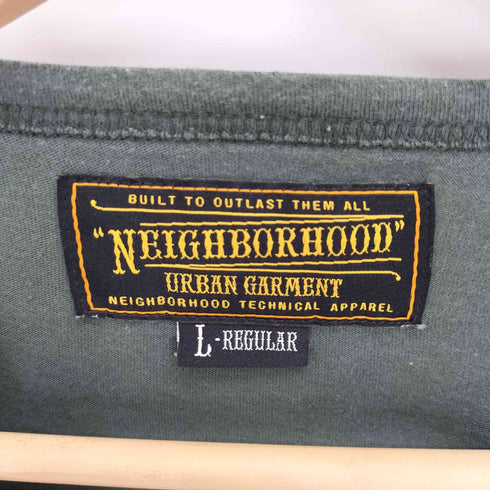 BUILT TO OUTLAST THEM ALL
"NEIGHBORHOOD"
URBAN GARMENT
NEIGHBORHOOD TECHNICAL APPAREL
L-REGULAR